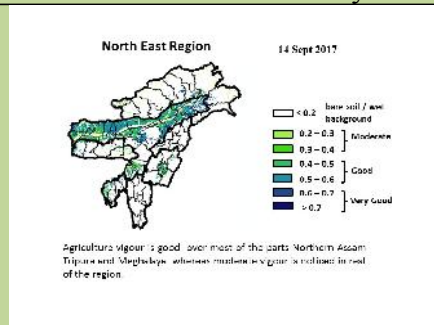 North East Region
14 Sept 2017
< 0.2 bare soil / wet background
0.2 – 0.3
0.3 – 0.4
Moderate
0.4 – 0.5
0.5 – 0.6
Good
0.6 – 0.7
> 0.7
Very Good
Agriculture vigour is good over most of the parts Northern Assam
Tripura and Meghalaya whereas moderate vigour is noticed in rest
of the region.